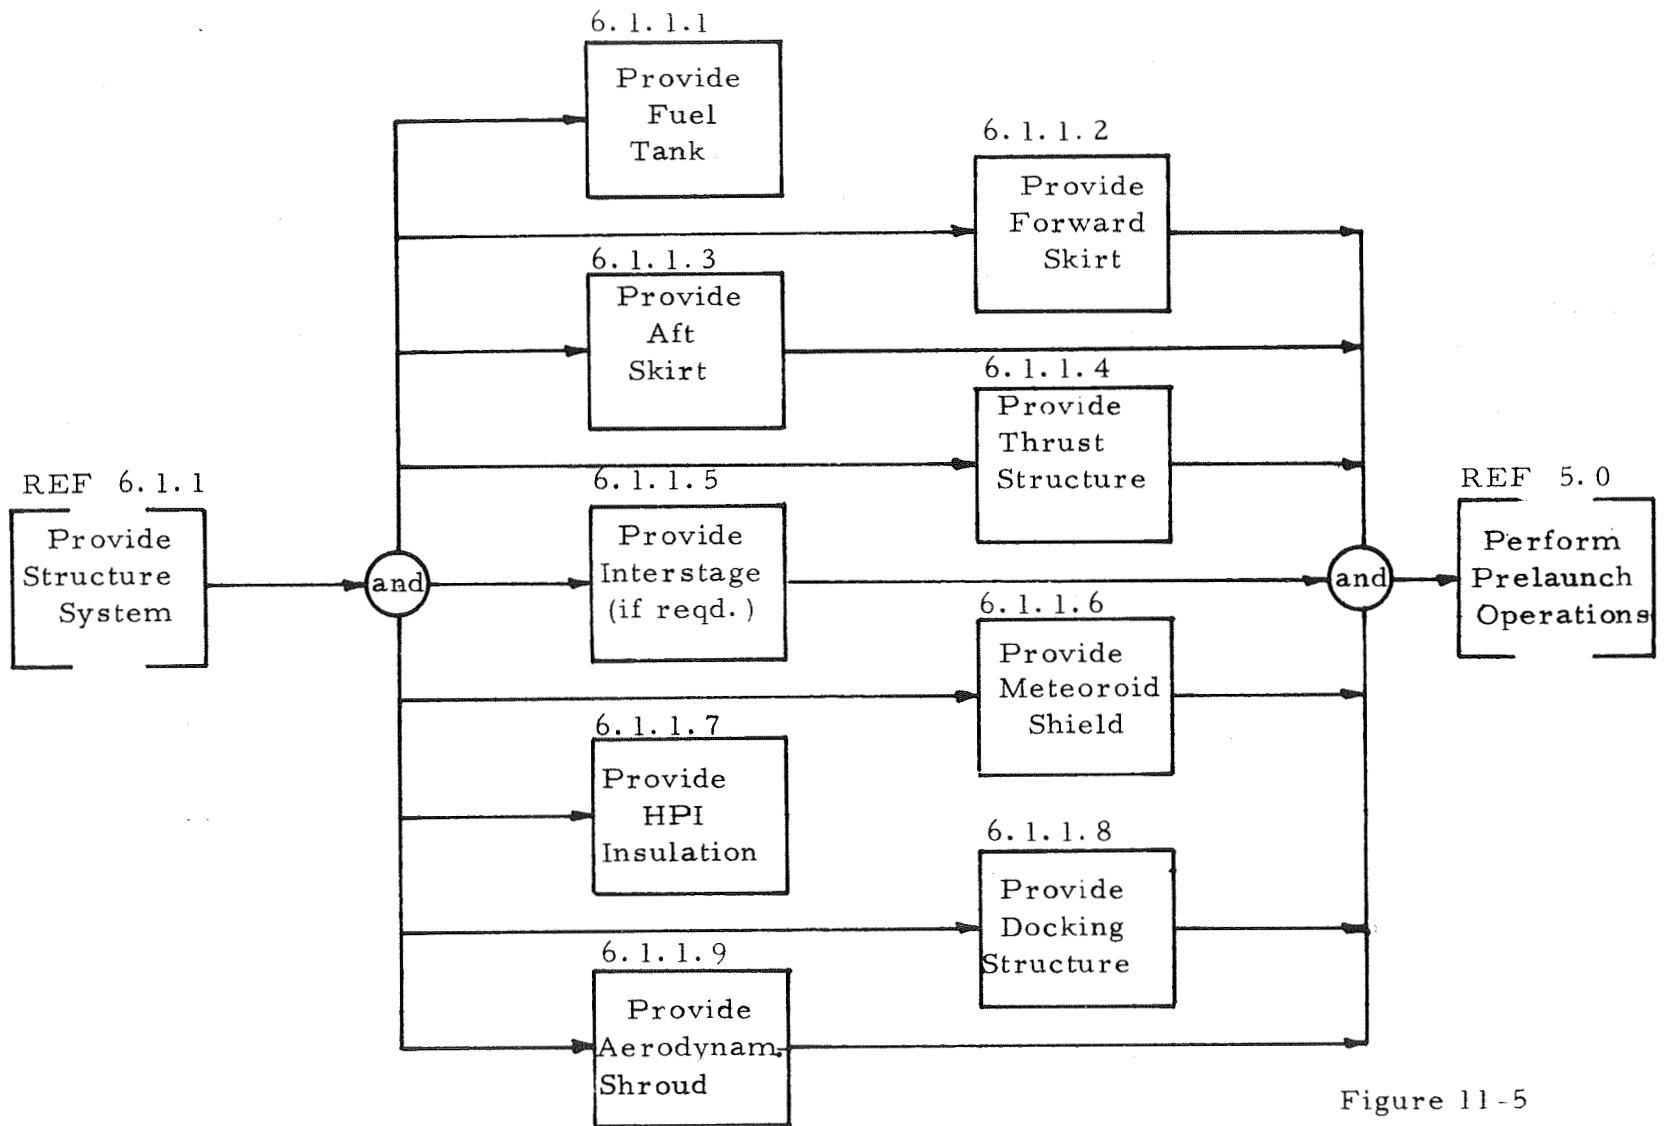 6.1.1.1
Provide
Fuel
Tank
6.1.1.2
Provide
Forward
Skirt
6.1.1.3
Provide
Aft
Skirt
6.1.1.4
Provide
Thrust
Structure
REF 6.1.1
Provide
Structure
System
and
6.1.1.5
Provide
Interstage
(if reqd.)
and
REF 5.0
Perform
Prelaunch
Operations
6.1.1.6
Provide
Meteoroid
Shield
6.1.1.7
Provide
HPI
Insulation
6.1.1.8
Provide
Docking
Structure
6.1.1.9
Provide
Aerodynam.
Shroud
Figure 11-5